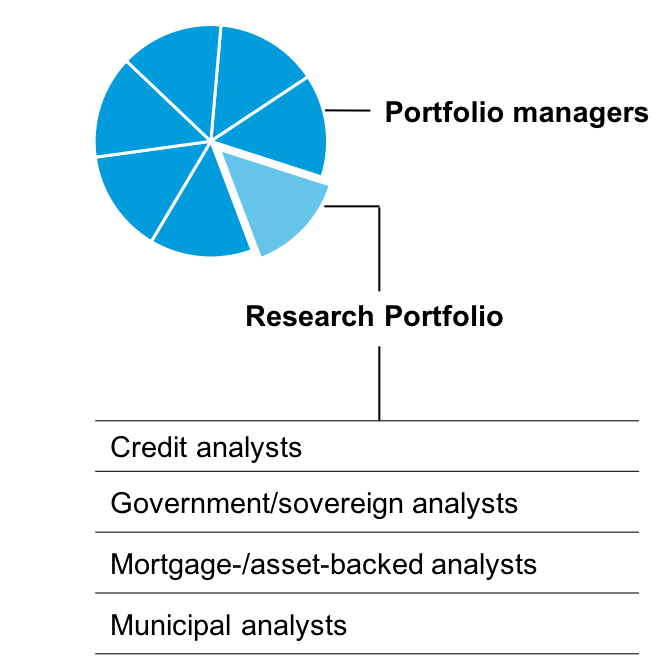 Portfolio managers
Research Portfolio
Credit analysts
Government/sovereign analysts
Mortgage-/asset-backed analysts
Municipal analysts